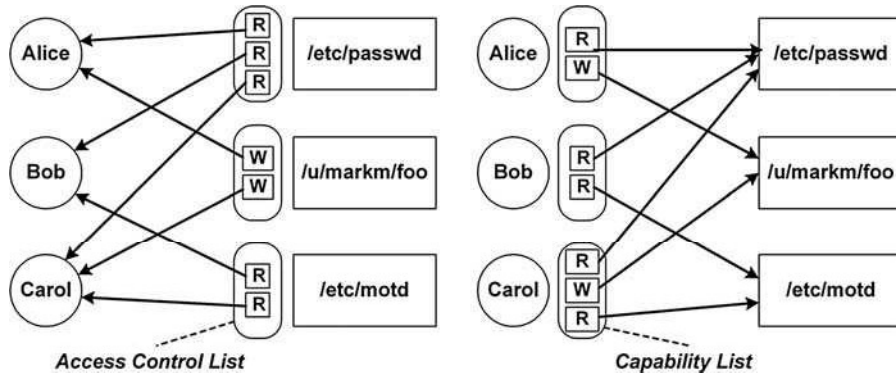 Alice
R
R
R
/etc/passwd
Bob
W
W
/u/markm/foo
Carol
R
R
/etc/motd
Access Control List
Alice
R
W
/etc/passwd
Bob
R
R
/u/markm/foo
Carol
R
W
R
/etc/motd
Capability List